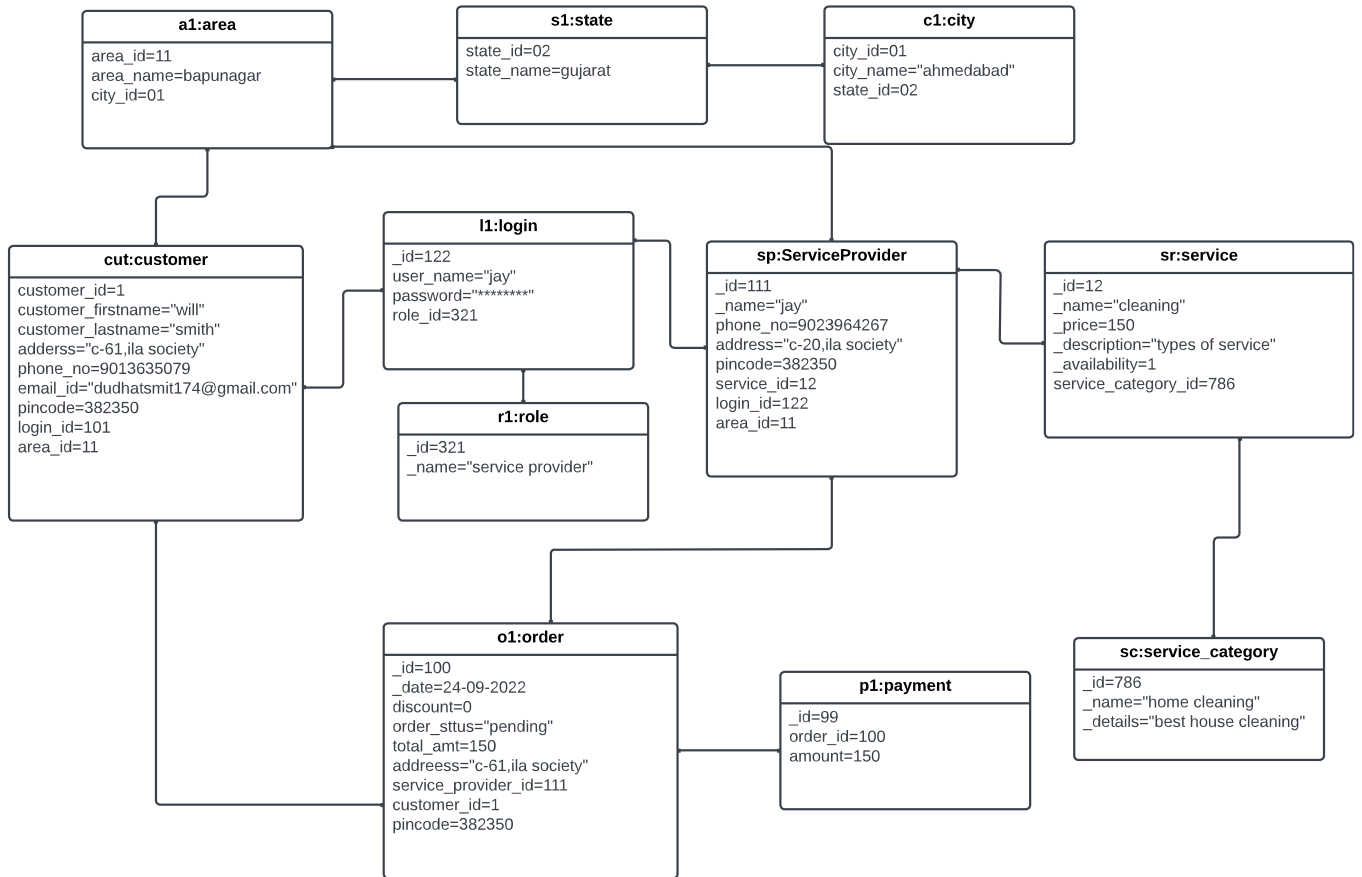 a1:area
area_id=11
area_name=bapunagar
city_id=01
s1:state
state_id=02
state_name=gujarat
c1:city
city_id=01
city_name="ahmedabad"
state_id=02
cut:customer
customer_id=1
customer_firstname="will"
customer_lastname="smith"
adderss="c-61,ila society"
phone_no=9013635079
email_id="dudhatsmit174@gmail.com"
pincode=382350
login_id=101
area_id=11
l1:login
_id=122
user_name="jay"
password="********"
role_id=321
r1:role
_id=321
_name="service provider"
sp:ServiceProvider
_id=111
_name="jay"
phone_no=9023964267
address="c-20,ila society"
pincode=382350
service_id=12
login_id=122
area_id=11
sr:service
_id=12
_name="cleaning"
_price=150
_description="types of service"
_availability=1
service_category_id=786
o1:order
_id=100
_date=24-09-2022
discount=0
order_sttus="pending"
total_amt=150
addreess="c-61,ila society"
service_provider_id=111
customer_id=1
pincode=382350
p1:payment
_id=99
order_id=100
amount=150
sc:service_category
_id=786
_name="home cleaning"
_details="best house cleaning"